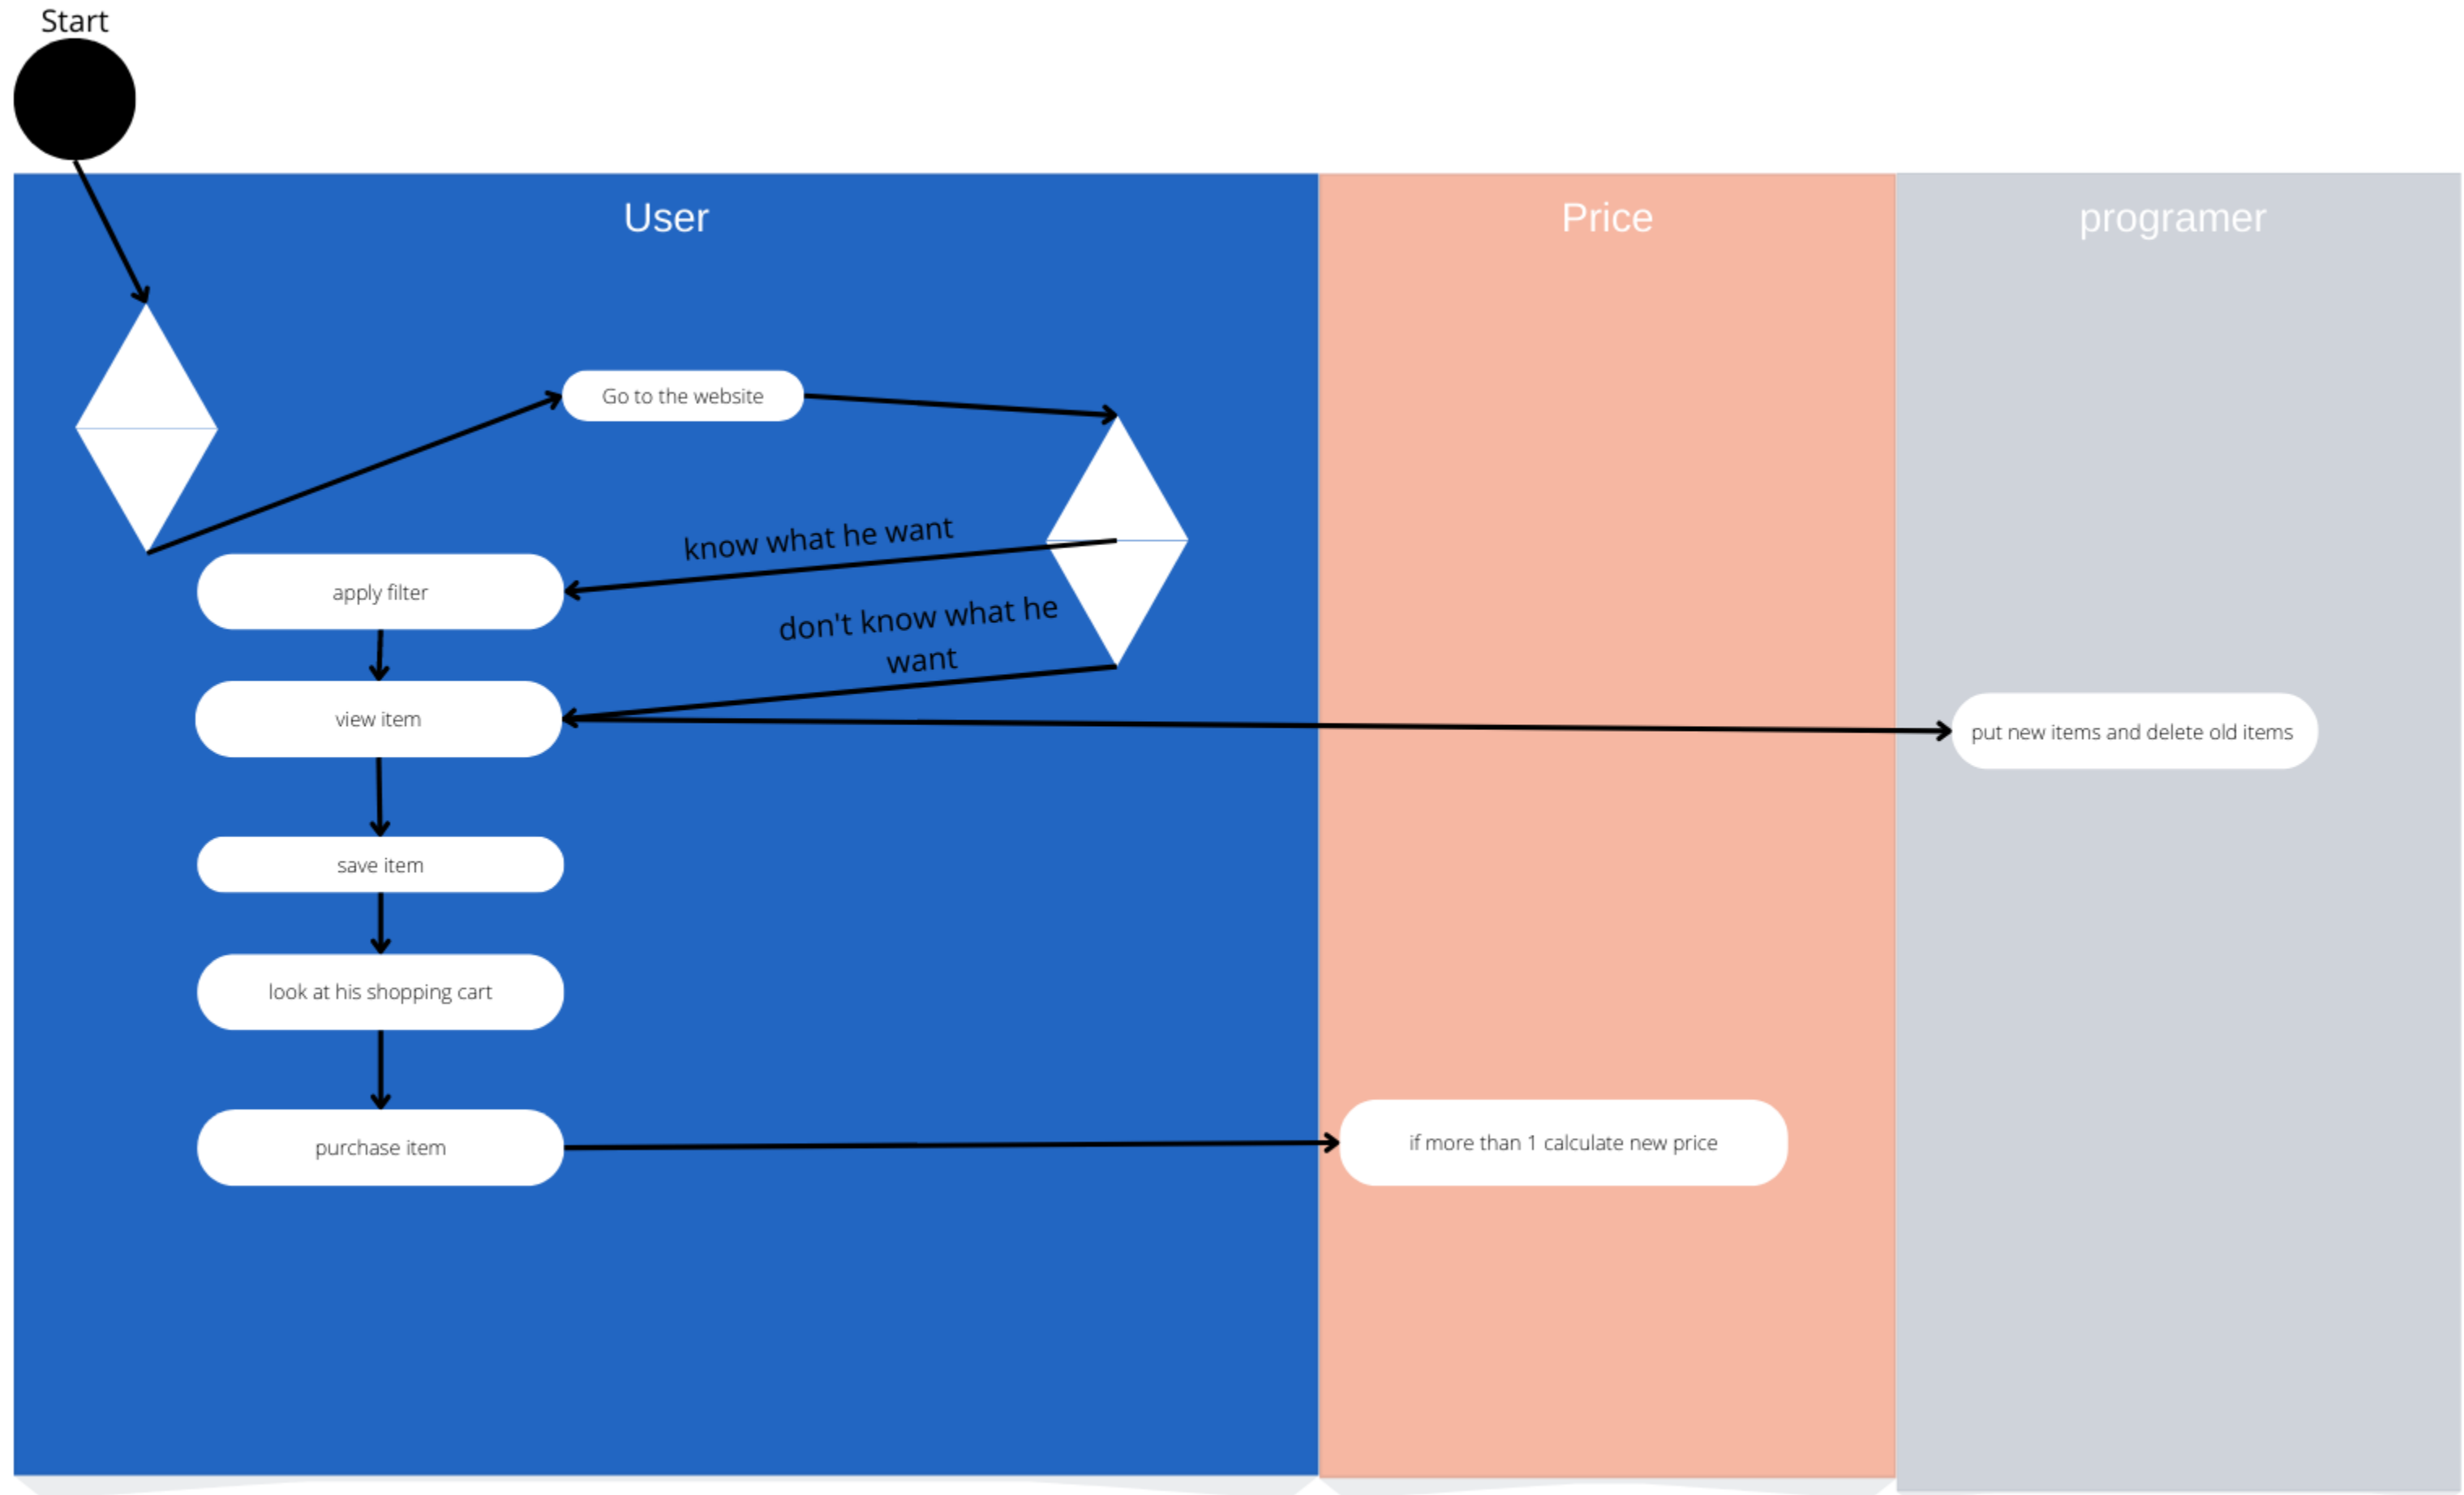 Start
User
Price
programer
Go to the website
know what he want
apply filter
don't know what he
want
view item
put new items and delete old items
save item
look at his shopping cart
purchase item
if more than 1 calculate new price